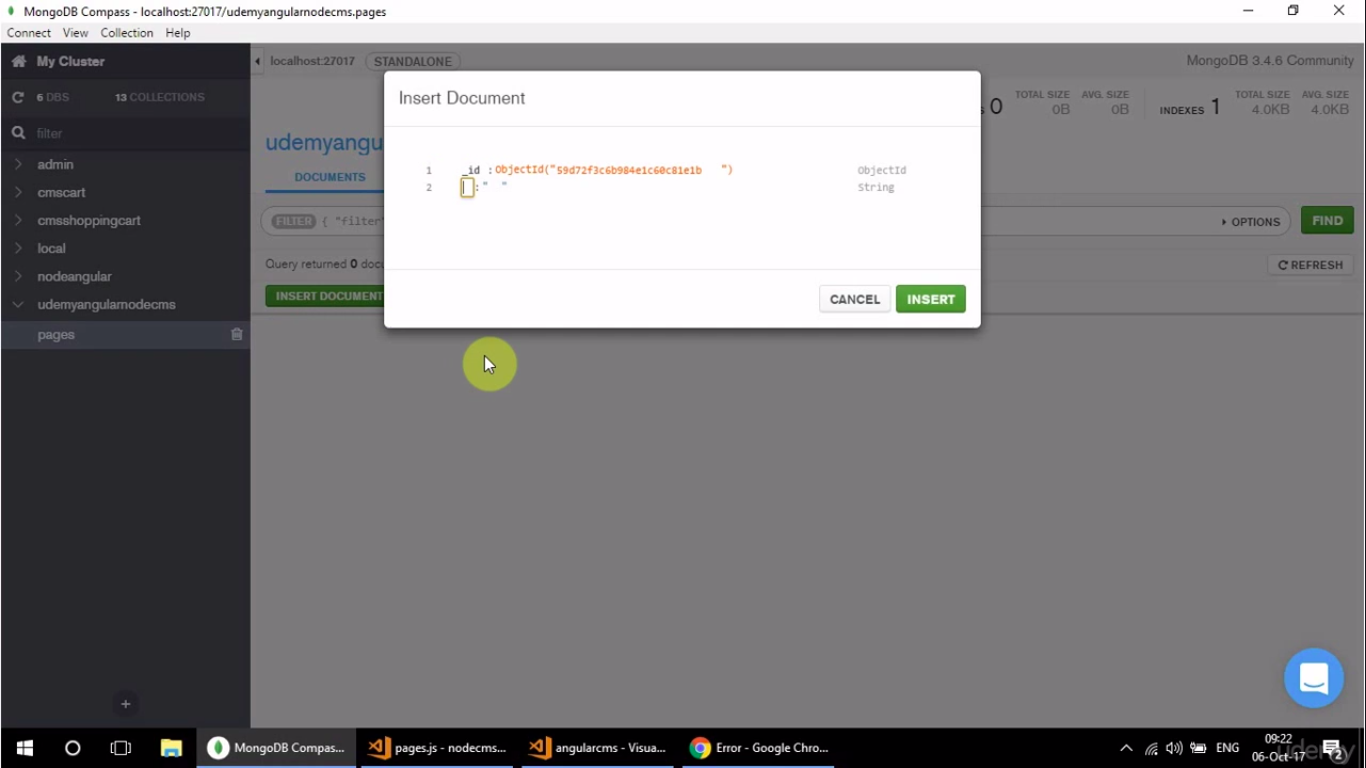 MongoDB Compass - localhost:27017/udemyangularnodecms.pages
Connect View Collection Help
My Cluster
6 DBS 13 COLLECTIONS
filter
admin
cmscart
cmsshoppingcart
local
nodeangular
udemyangularnodecms
pages
localhost:27017 STANDALONE MongoDB 3.4.6 Community
0 TOTAL SIZE 0B AVG. SIZE 0B INDEXES 1 TOTAL SIZE 4.0KB AVG. SIZE 4.0KB
udemyangu
DOCUMENTS
FILTER { "filter" OPTIONS FIND
Query returned 0 docu REFRESH
INSERT DOCUMENT
Insert Document
1 _id : ObjectId("59d72f3c6b984e1c60c81e1b ") ObjectId
2 : " " String
CANCEL INSERT
MongoDB Compas... pages.js - nodecms... angularcms - Visua... Error - Google Chro... ENG 09:22
06-Oct-17 2
udemy